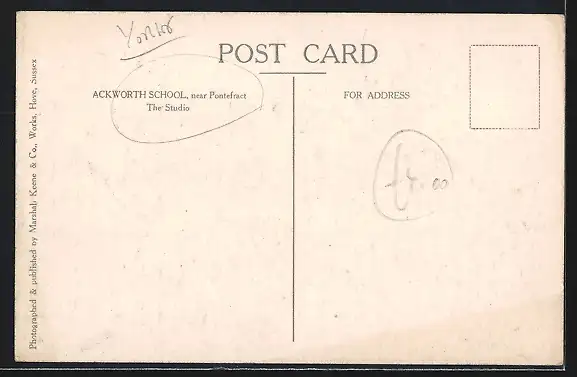 Yorks
POST CARD
ACKWORTH SCHOOL, near Pontefract
The Studio
FOR ADDRESS
Photographed & published by Marshall Keene & Co., Works, Hove, Sussex